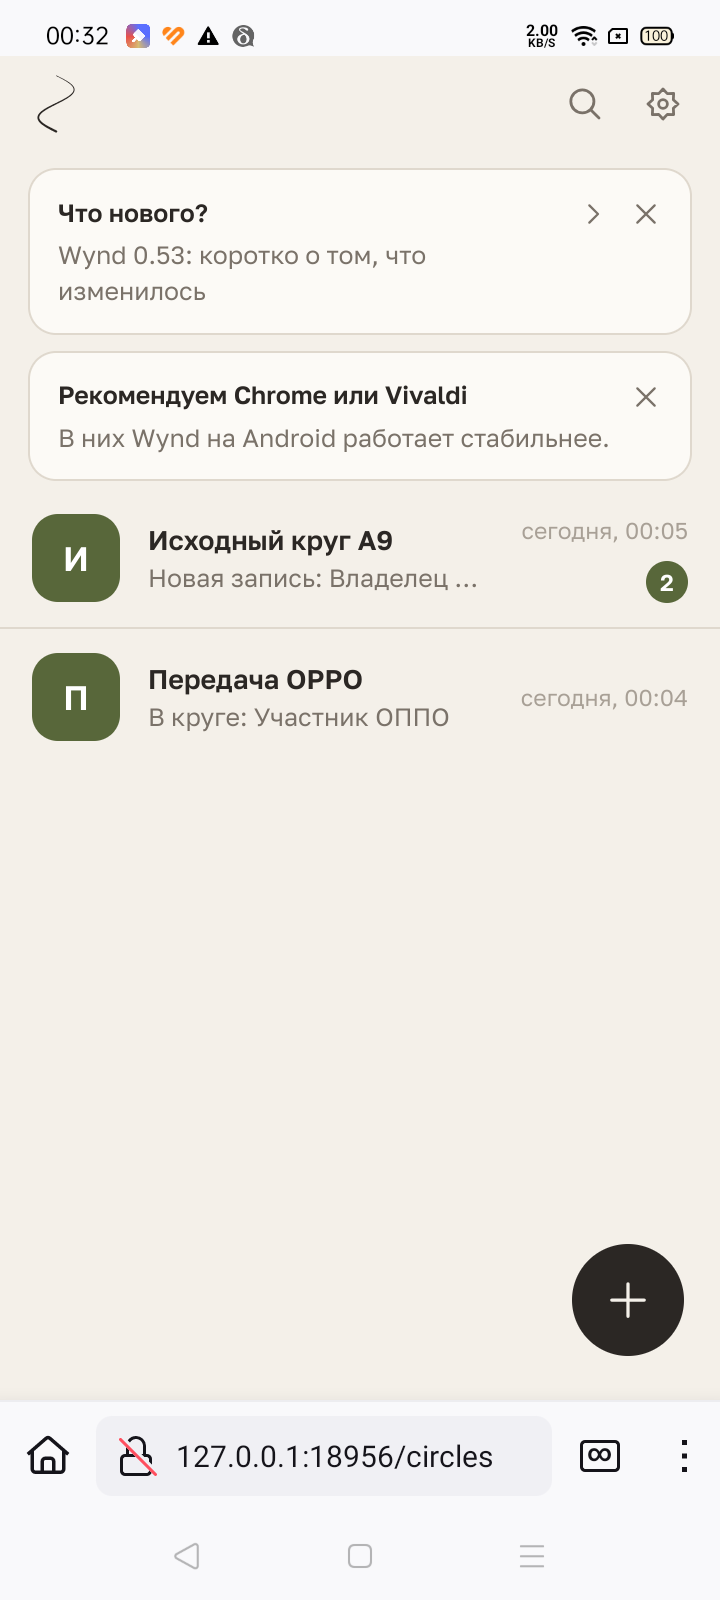 00:32
2.00
KB/S
100
Что нового?
Wynd 0.53: коротко о том, что
изменилось
Рекомендуем Chrome или Vivaldi
В них Wynd на Android работает стабильнее.
И
Исходный круг А9
сегодня, 00:05
Новая запись: Владелец ...
2
П
Передача OPPO
В круге: Участник ОППО
сегодня, 00:04
127.0.0.1:18956/circles